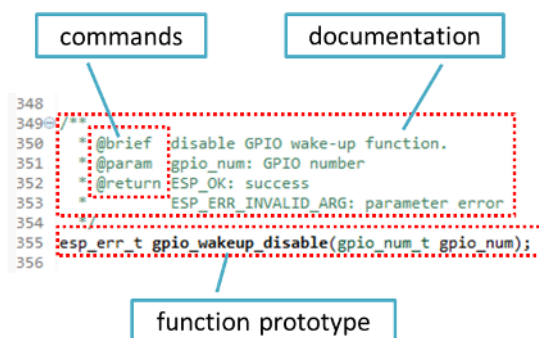 commands documentation
348
349 /**
350 * @brief disable GPIO wake-up function.
351 * @param gpio_num: GPIO number
352 * @return ESP_OK: success
353 * ESP_ERR_INVALID_ARG: parameter error
354 */
355 esp_err_t gpio_wakeup_disable(gpio_num_t gpio_num);
356
function prototype